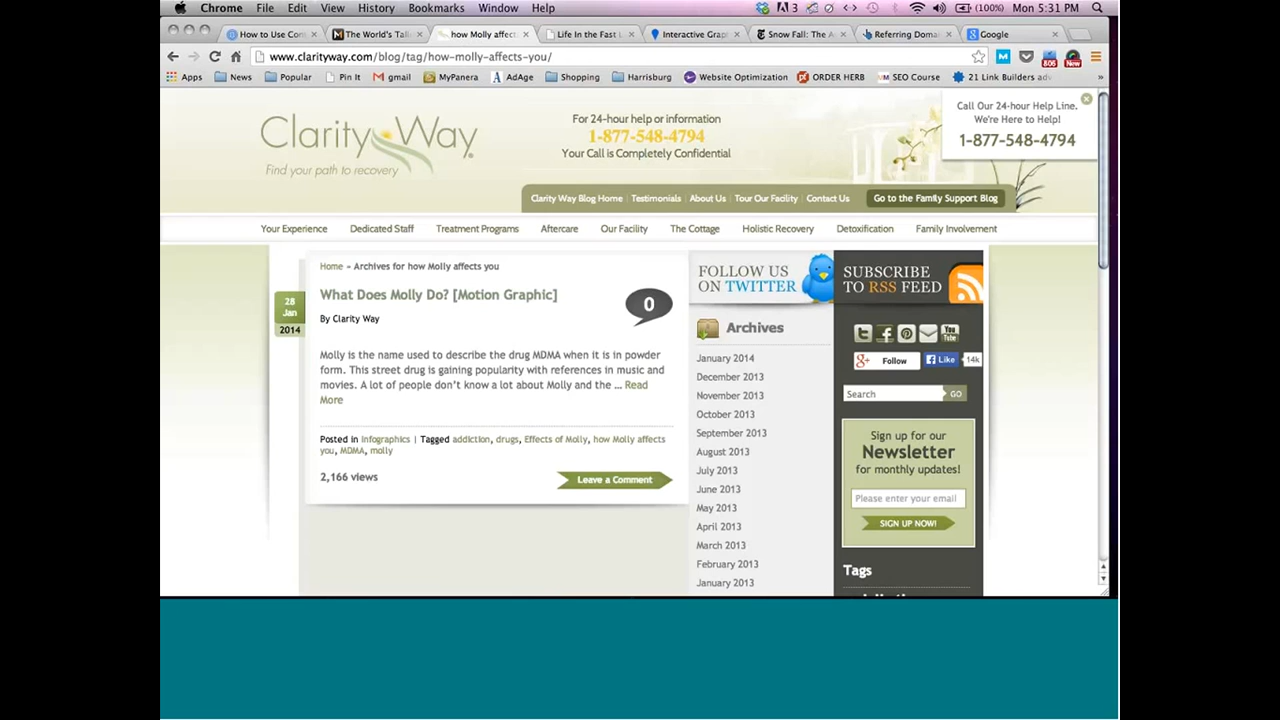 Chrome File Edit View History Bookmarks Window Help
3 (100%) Mon 5:31 PM
How to Use Con
The World's Tal
how Molly affect
Life In the Fast L
Interactive Grap
Snow Fall: The A
Referring Doma
Google
www.clarityway.com/blog/tag/how-molly-affects-you/
806 New
Apps News Popular Pin It gmail MyPanera AdAge Shopping Harrisburg Website Optimization ORDER HERB SEO Course 21 Link Builders adv »
Clarity Way
Find your path to recovery
For 24-hour help or information
1-877-548-4794
Your Call is Completely Confidential
Call Our 24-hour Help Line.
We're Here to Help!
1-877-548-4794
Clarity Way Blog Home | Testimonials | About Us | Tour Our Facility | Contact Us
Go to the Family Support Blog
Your Experience Dedicated Staff Treatment Programs Aftercare Our Facility The Cottage Holistic Recovery Detoxification Family Involvement
Home » Archives for how Molly affects you
28
Jan
2014
What Does Molly Do? [Motion Graphic]
0
By Clarity Way
Molly is the name used to describe the drug MDMA when it is in powder
form. This street drug is gaining popularity with references in music and
movies. A lot of people don't know a lot about Molly and the ... Read
More
Posted in Infographics | Tagged addiction, drugs, Effects of Molly, how Molly affects
you, MDMA, molly
2,166 views
Leave a Comment
FOLLOW US
ON TWITTER
Archives
January 2014
December 2013
November 2013
October 2013
September 2013
August 2013
July 2013
June 2013
May 2013
April 2013
March 2013
February 2013
January 2013
SUBSCRIBE
TO RSS FEED
You
Tube
g+ Follow
Like 14k
Search GO
Sign up for our
Newsletter
for monthly updates!
Please enter your email
SIGN UP NOW!
Tags